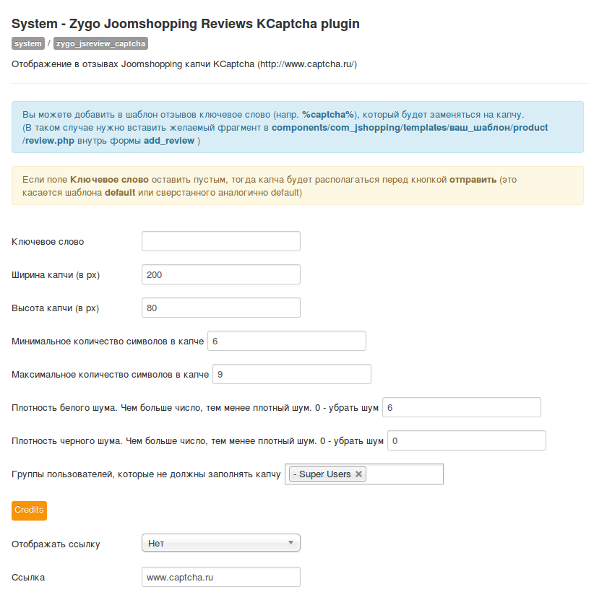 System - Zygo Joomshopping Reviews KCaptcha plugin
system / zygo_jsreview_captcha
Отображение в отзывах Joomshopping капчи KCaptcha (http://www.captcha.ru/)
Вы можете добавить в шаблон отзывов ключевое слово (напр. %captcha%), который будет заменяться на капчу.
(В таком случае нужно вставить желаемый фрагмент в components/com_jshopping/templates/ваш_шаблон/product
/review.php внутрь формы add_review )
Если поле Ключевое слово оставить пустым, тогда капча будет располагаться перед кнопкой отправить (это
касается шаблона default или сверстанного аналогично default)
Ключевое слово
Ширина капчи (в px) 200
Высота капчи (в px) 80
Минимальное количество символов в капче 6
Максимальное количество символов в капче 9
Плотность белого шума. Чем больше число, тем менее плотный шум. 0 - убрать шум 6
Плотность черного шума. Чем больше число, тем менее плотный шум. 0 - убрать шум 0
Группы пользователей, которые не должны заполнять капчу - Super Users ✖
Credits
Отображать ссылку Нет
Ссылка www.captcha.ru